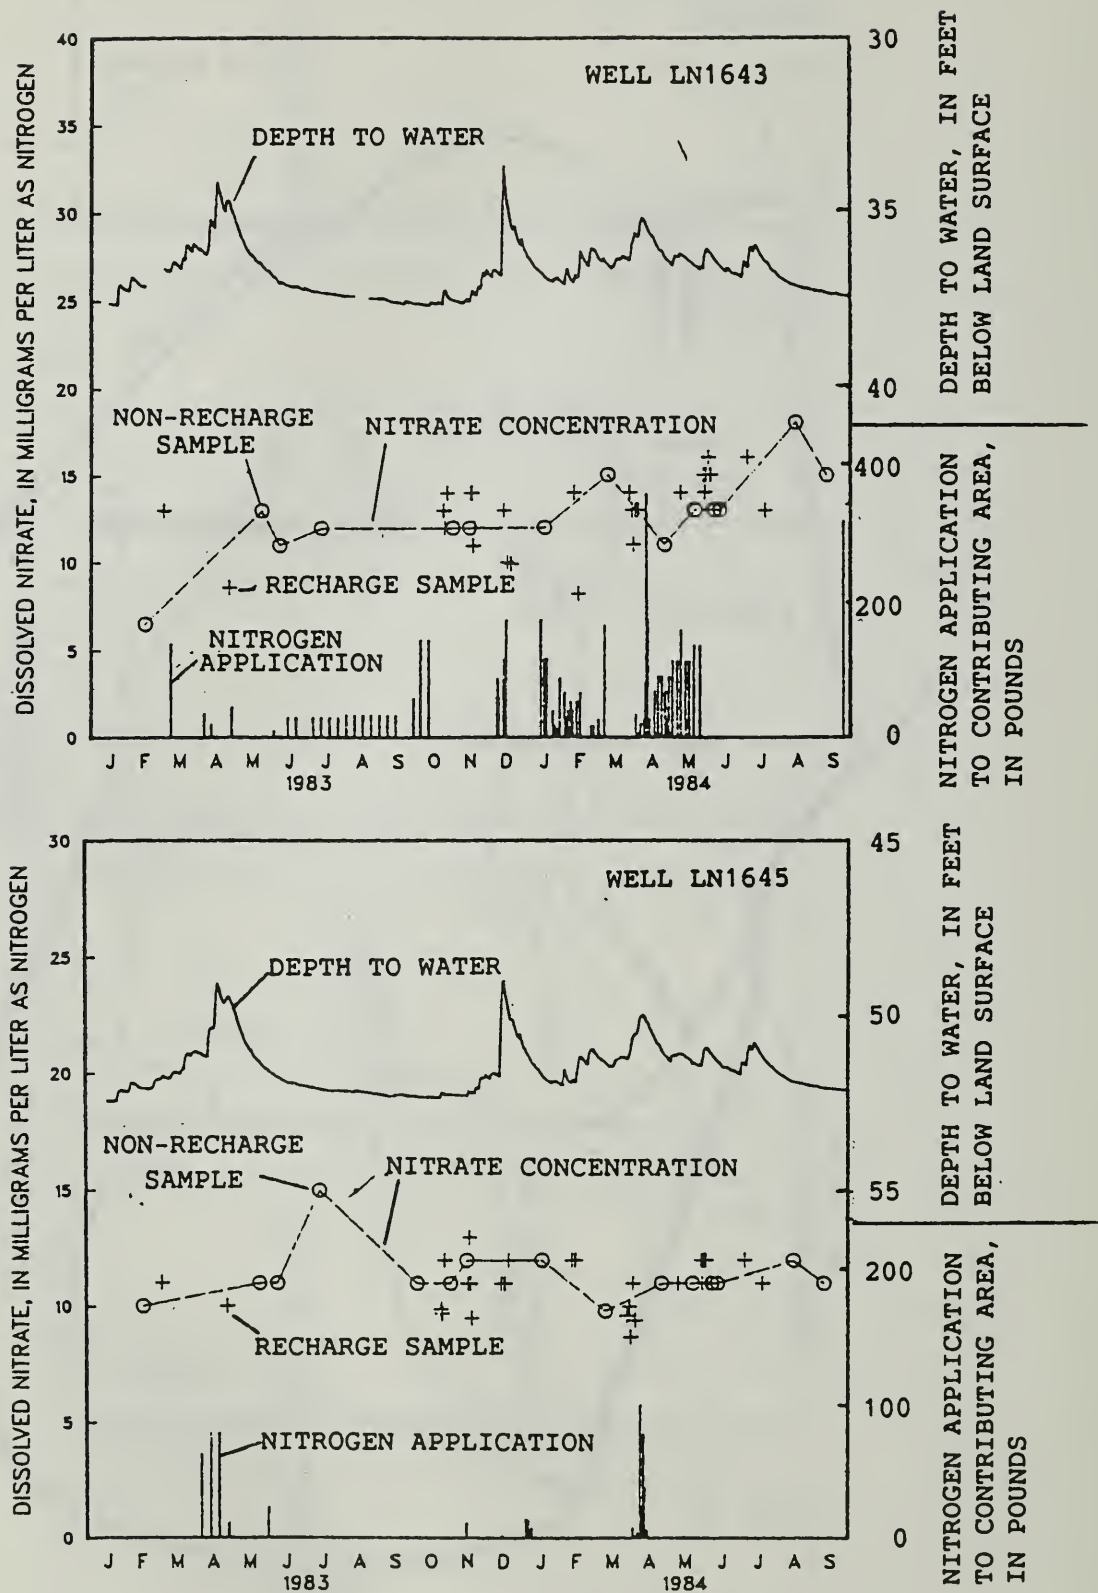 WELL LN1643
DEPTH TO WATER
NON-RECHARGE
SAMPLE
NITRATE CONCENTRATION
RECHARGE SAMPLE
NITROGEN
APPLICATION
DISSOLVED NITRATE, IN MILLIGRAMS PER LITER AS NITROGEN
40
35
30
25
20
15
10
5
0
30
35
40
400
200
0
DEPTH TO WATER, IN FEET
BELOW LAND SURFACE
NITROGEN APPLICATION
TO CONTRIBUTING AREA,
IN POUNDS
J F M A M J J A S O N D J F M A M J J A S
1983 1984
WELL LN1645
DEPTH TO WATER
NON-RECHARGE
SAMPLE
NITRATE CONCENTRATION
RECHARGE SAMPLE
NITROGEN APPLICATION
DISSOLVED NITRATE, IN MILLIGRAMS PER LITER AS NITROGEN
30
25
20
15
10
5
0
45
50
55
200
100
0
DEPTH TO WATER, IN FEET
BELOW LAND SURFACE
NITROGEN APPLICATION
TO CONTRIBUTING AREA,
IN POUNDS
J F M A M J J A S O N D J F M A M J J A S
1983 1984